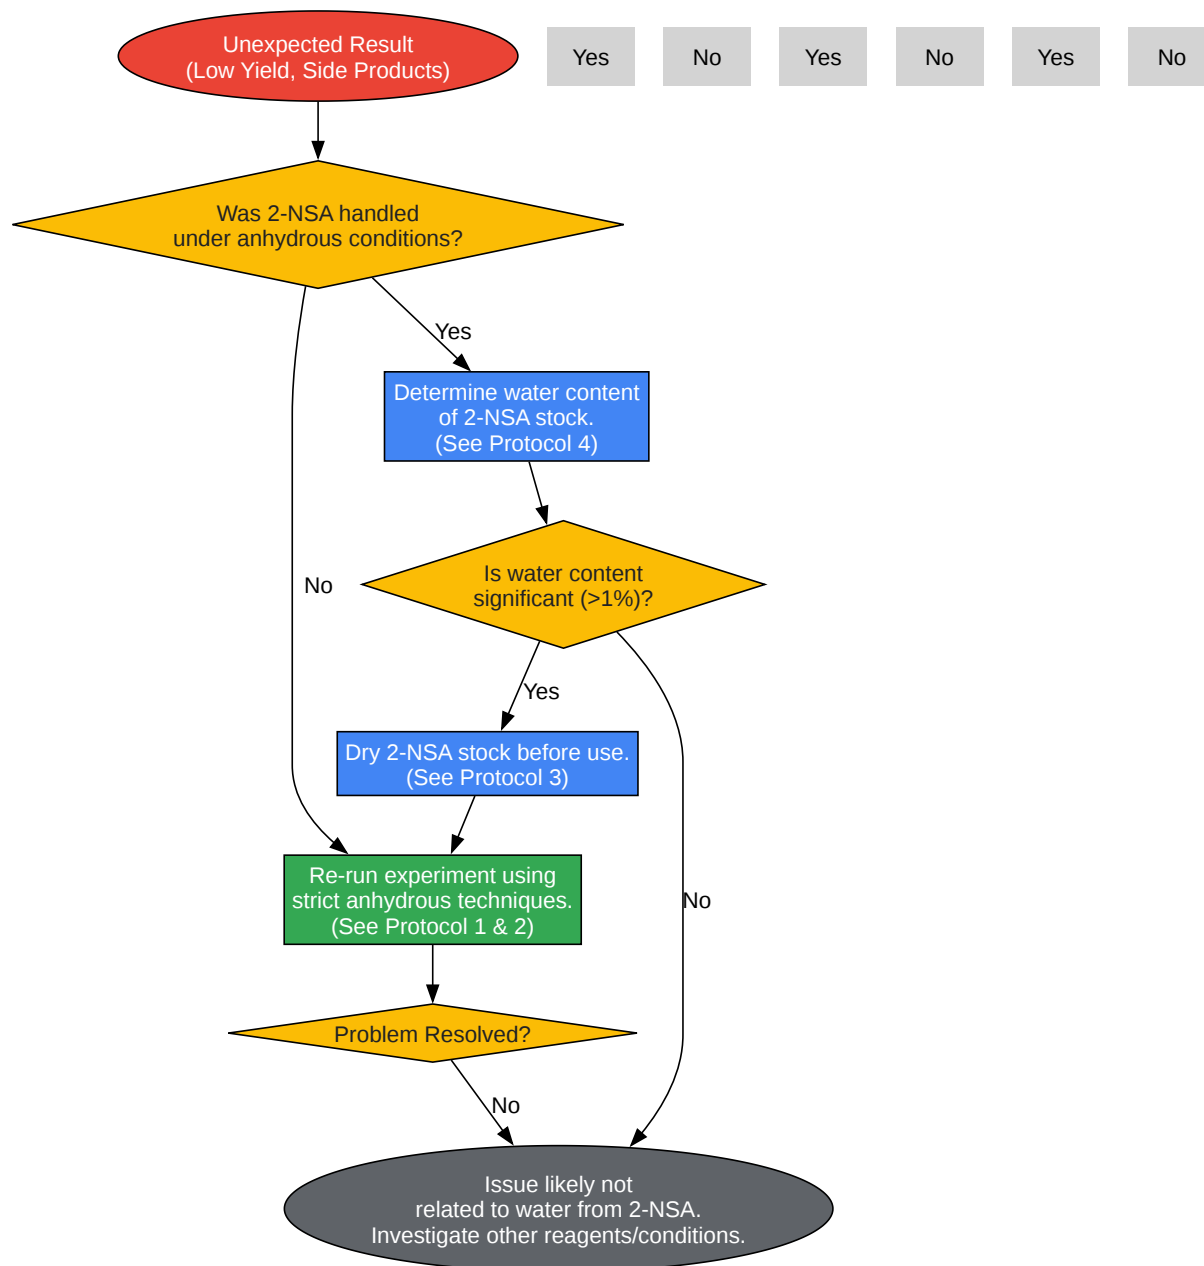 Unexpected Result
(Low Yield, Side Products)
Yes
No
Yes
No
Yes
No
Was 2-NSA handled
under anhydrous conditions?
Yes
Determine water content
of 2-NSA stock.
(See Protocol 4)
No
Is water content
significant (>1%)?
Yes
Dry 2-NSA stock before use.
(See Protocol 3)
Re-run experiment using
strict anhydrous techniques.
(See Protocol 1 & 2)
No
Problem Resolved?
No
Issue likely not
related to water from 2-NSA.
Investigate other reagents/conditions.